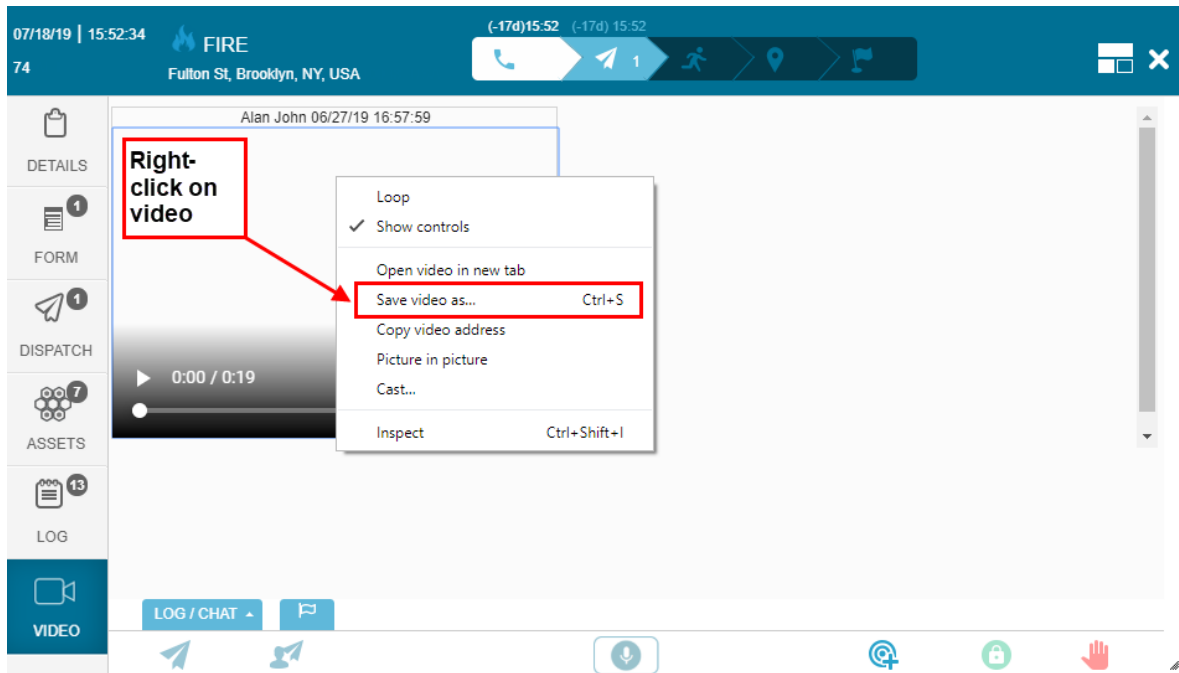 07/18/19 | 15:52:34
74
FIRE
Fulton St, Brooklyn, NY, USA
(-17d)15:52 (-17d) 15:52
1
DETAILS
1
FORM
1
DISPATCH
7
ASSETS
13
LOG
VIDEO
Alan John 06/27/19 16:57:59
Right-
click on
video
0:00 / 0:19
Loop
✓ Show controls
Open video in new tab
Save video as... Ctrl+S
Copy video address
Picture in picture
Cast...
Inspect Ctrl+Shift+I
LOG / CHAT